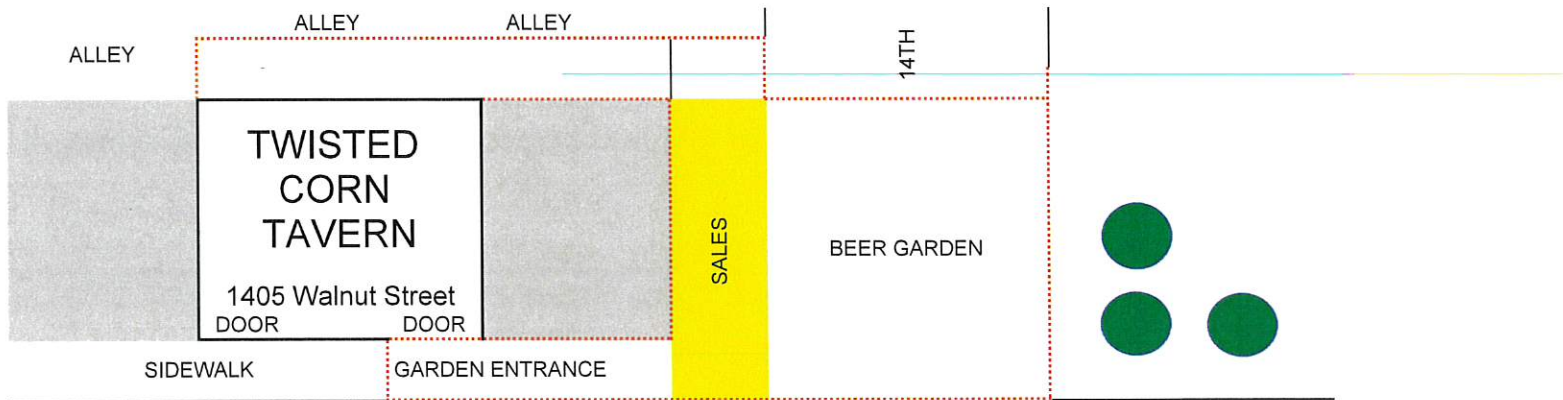 ALLEY
ALLEY
ALLEY
14TH
TWISTED
CORN
TAVERN
1405 Walnut Street
DOOR
DOOR
SALES
BEER GARDEN
SIDEWALK
GARDEN ENTRANCE